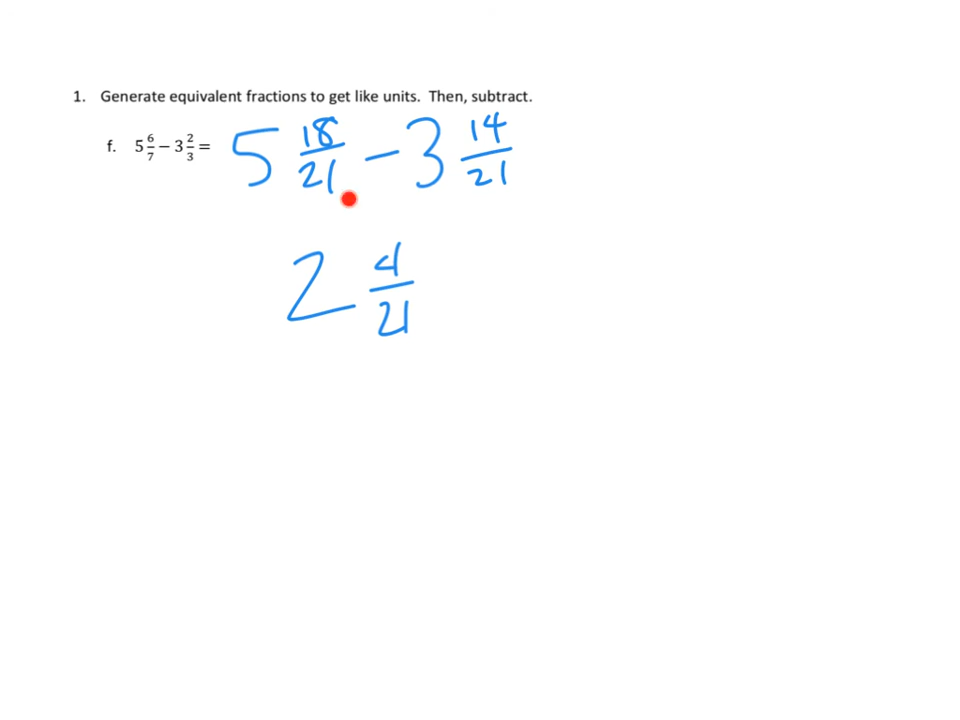 1. Generate equivalent fractions to get like units. Then, subtract.
f. 5 6/7 − 3 2/3 = 5 18/21 − 3 14/21
2 4/21